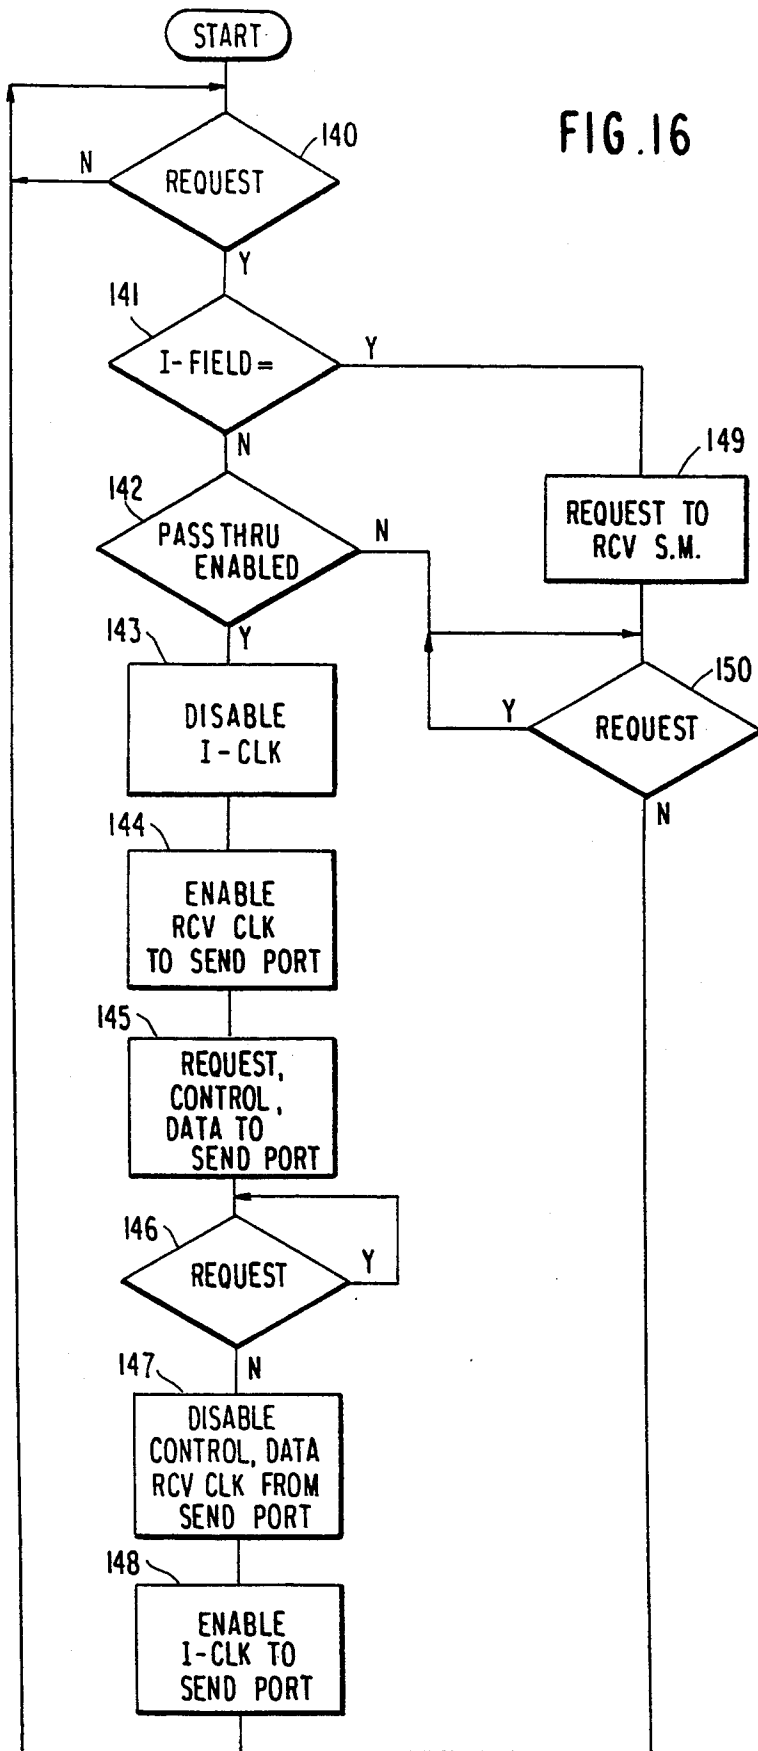 START
FIG.16
140
N
REQUEST
Y
141
I-FIELD=
Y
N
149
142
PASS THRU
ENABLED
N
REQUEST TO
RCV S.M.
143
Y
150
DISABLE
I-CLK
Y
REQUEST
N
144
ENABLE
RCV CLK
TO SEND PORT
145
REQUEST,
CONTROL,
DATA TO
SEND PORT
146
REQUEST
Y
N
147
DISABLE
CONTROL, DATA
RCV CLK FROM
SEND PORT
148
ENABLE
I-CLK TO
SEND PORT